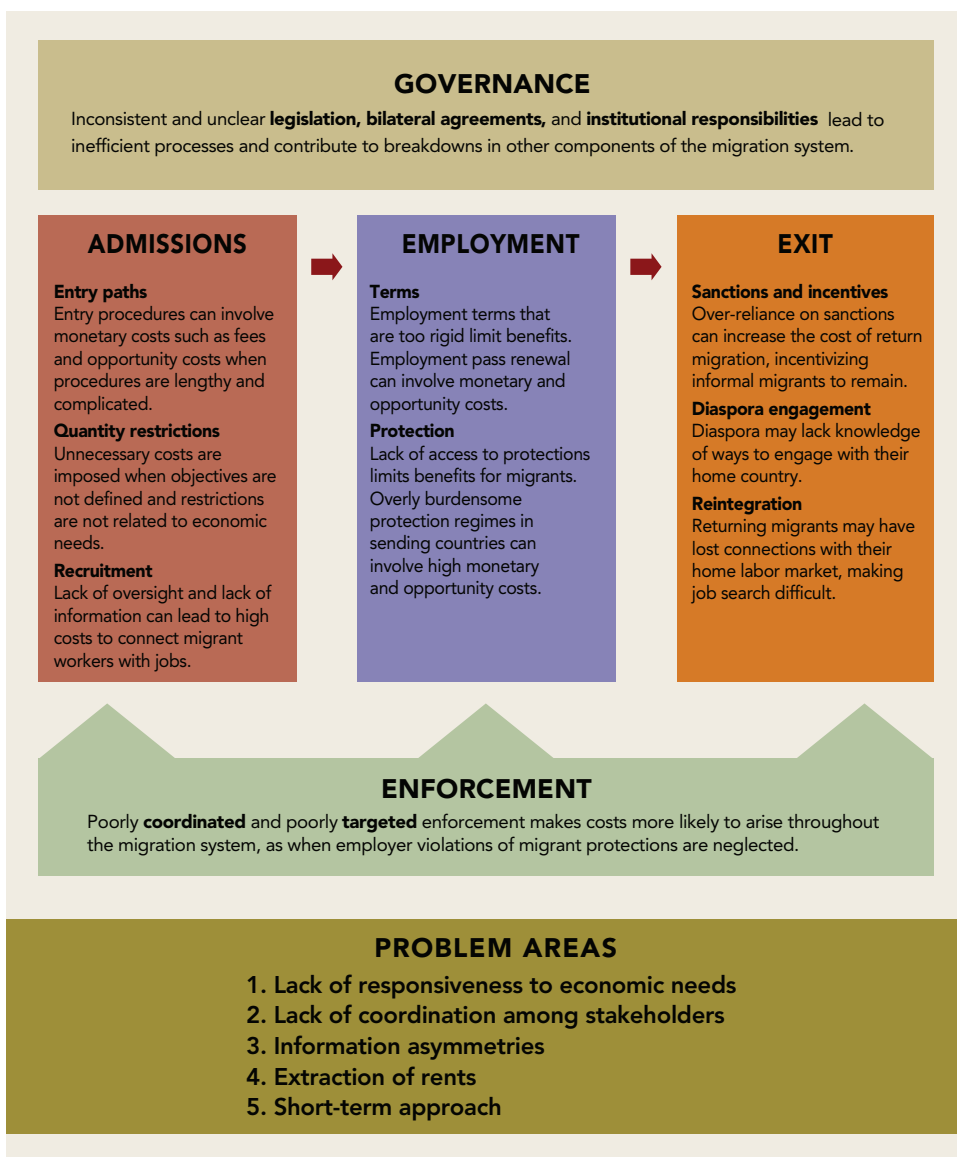 GOVERNANCE
Inconsistent and unclear legislation, bilateral agreements, and institutional responsibilities lead to
inefficient processes and contribute to breakdowns in other components of the migration system.
ADMISSIONS
Entry paths
Entry procedures can involve
monetary costs such as fees
and opportunity costs when
procedures are lengthy and
complicated.
Quantity restrictions
Unnecessary costs are
imposed when objectives are
not defined and restrictions
are not related to economic
needs.
Recruitment
Lack of oversight and lack of
information can lead to high
costs to connect migrant
workers with jobs.
EMPLOYMENT
Terms
Employment terms that
are too rigid limit benefits.
Employment pass renewal
can involve monetary and
opportunity costs.
Protection
Lack of access to protections
limits benefits for migrants.
Overly burdensome
protection regimes in
sending countries can
involve high monetary
and opportunity costs.
EXIT
Sanctions and incentives
Over-reliance on sanctions
can increase the cost of return
migration, incentivizing
informal migrants to remain.
Diaspora engagement
Diaspora may lack knowledge
of ways to engage with their
home country.
Reintegration
Returning migrants may have
lost connections with their
home labor market, making
job search difficult.
ENFORCEMENT
Poorly coordinated and poorly targeted enforcement makes costs more likely to arise throughout
the migration system, as when employer violations of migrant protections are neglected.
PROBLEM AREAS
1. Lack of responsiveness to economic needs
2. Lack of coordination among stakeholders
3. Information asymmetries
4. Extraction of rents
5. Short-term approach